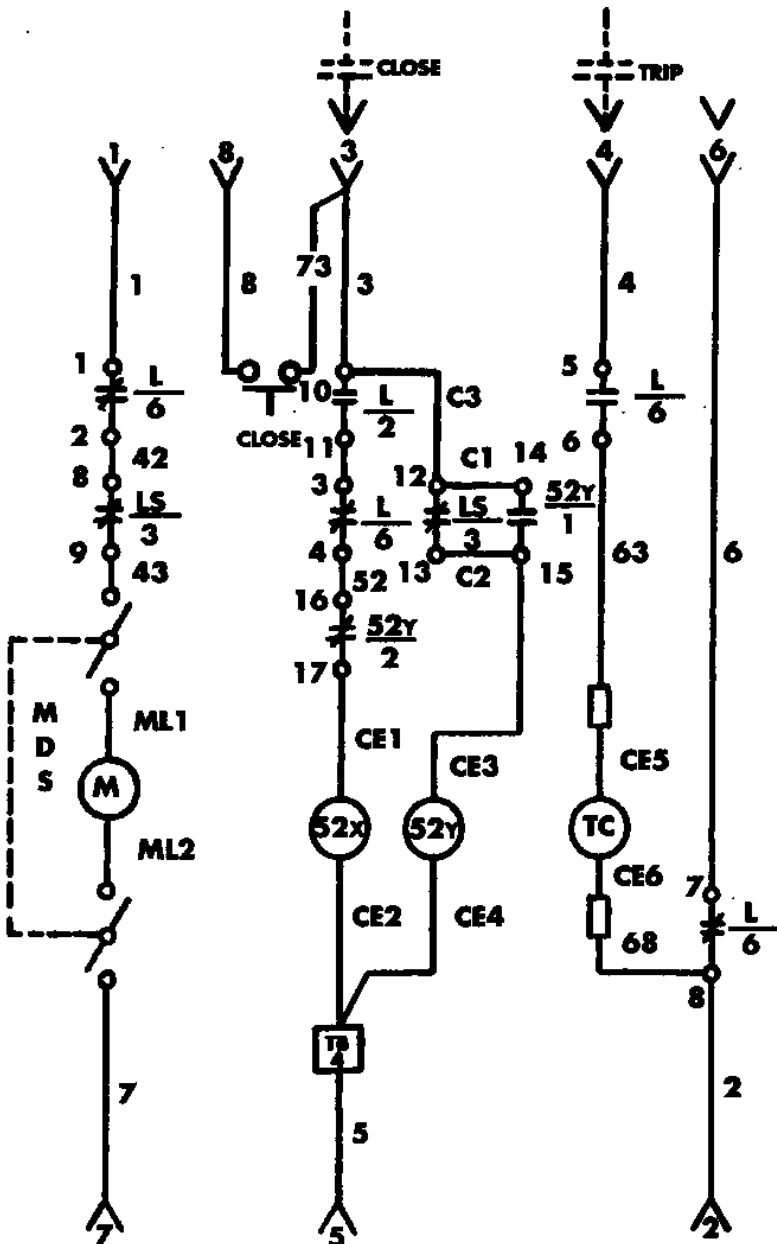 CLOSE
TRIP
1 8 3 4 6
1 8 73 3 4 6
1 L/6
10 L/2
C3
5 L/6
2 42
CLOSE 11
6
8 LS/3
3 L/6
12 C1 14
LS/3
52Y/1
9 43
4 52
13 C2 15
63
16 52Y/2
17
MDS
ML1
CE1
CE3
CE5
M
52X
52Y
TC
ML2
CE2
CE4
CE6
7 L/6
68
8
TB
4
7
5
2
7 5 2